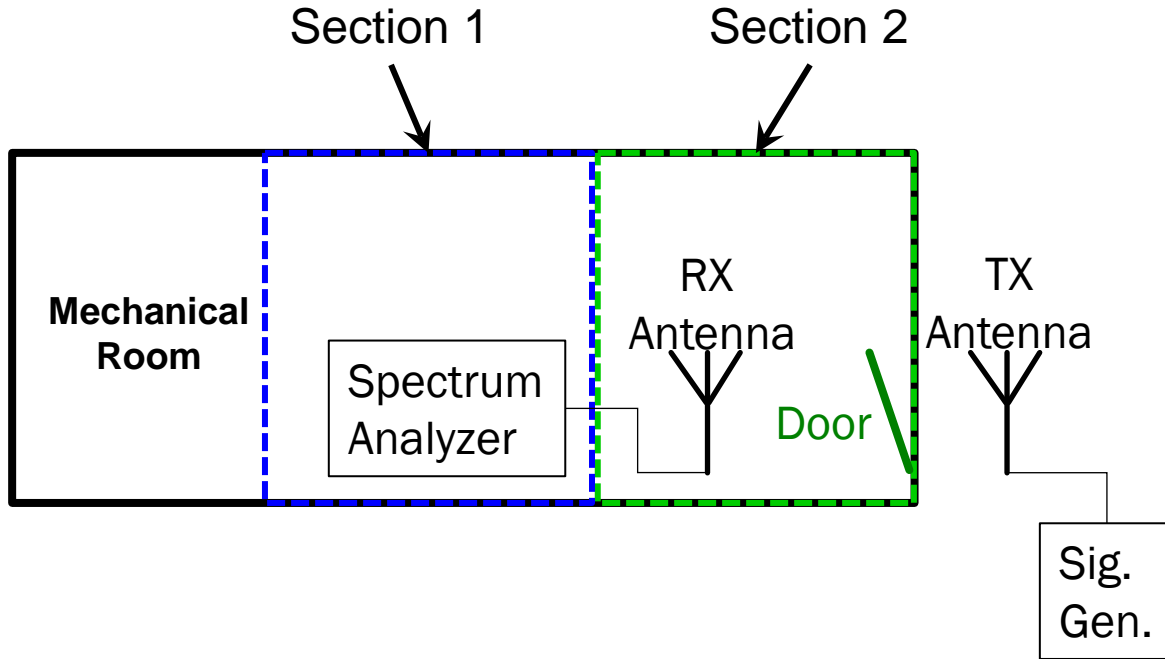 Section 1
Section 2
Mechanical
Room
Spectrum
Analyzer
RX
Antenna
Door
TX
Antenna
Sig.
Gen.